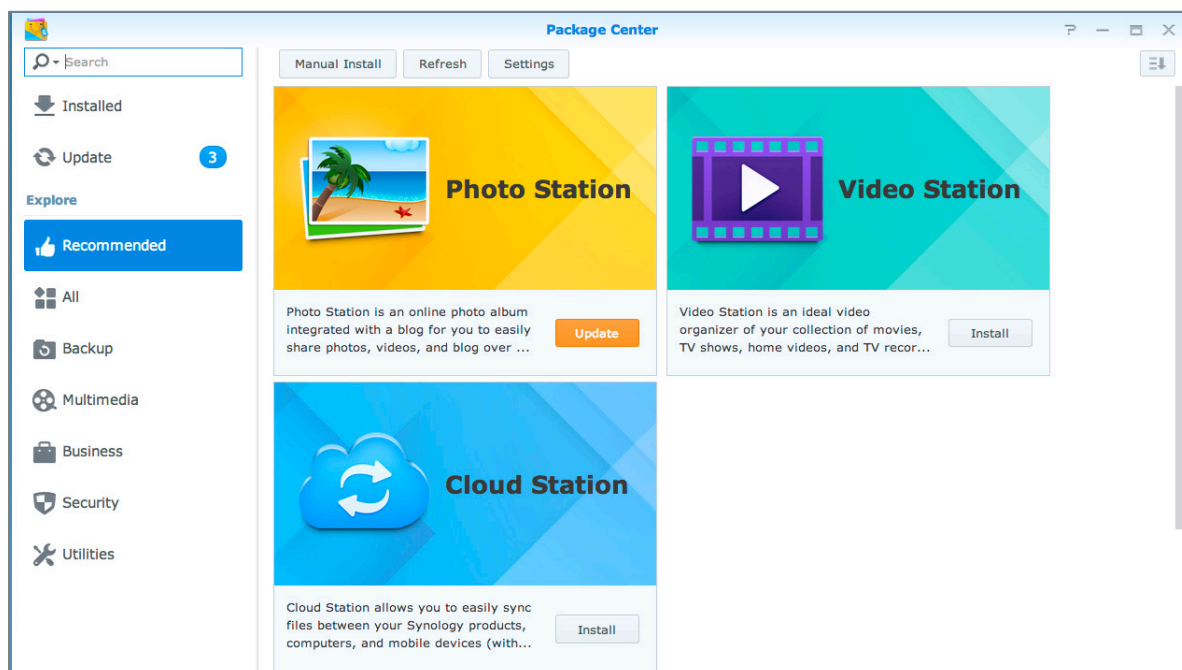 Package Center
Search
Manual Install
Refresh
Settings
Installed
Update
3
Explore
Recommended
All
Backup
Multimedia
Business
Security
Utilities
Photo Station
Photo Station is an online photo album
integrated with a blog for you to easily
share photos, videos, and blog over ...
Update
Video Station
Video Station is an ideal video
organizer of your collection of movies,
TV shows, home videos, and TV recor...
Install
Cloud Station
Cloud Station allows you to easily sync
files between your Synology products,
computers, and mobile devices (with...
Install